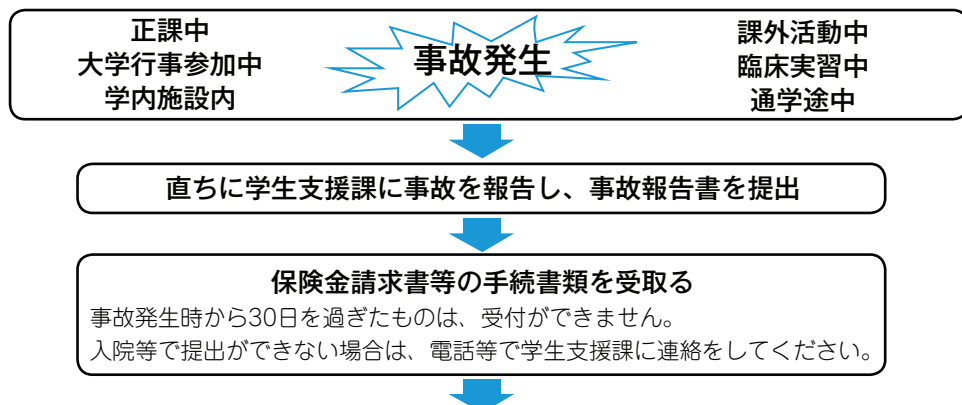 正課中
大学行事参加中
学内施設内
事故発生
課外活動中
臨床実習中
通学途中
直ちに学生支援課に事故を報告し、事故報告書を提出
保険金請求書等の手続書類を受取る
事故発生時から30日を過ぎたものは、受付ができません。
入院等で提出ができない場合は、電話等で学生支援課に連絡をしてください。